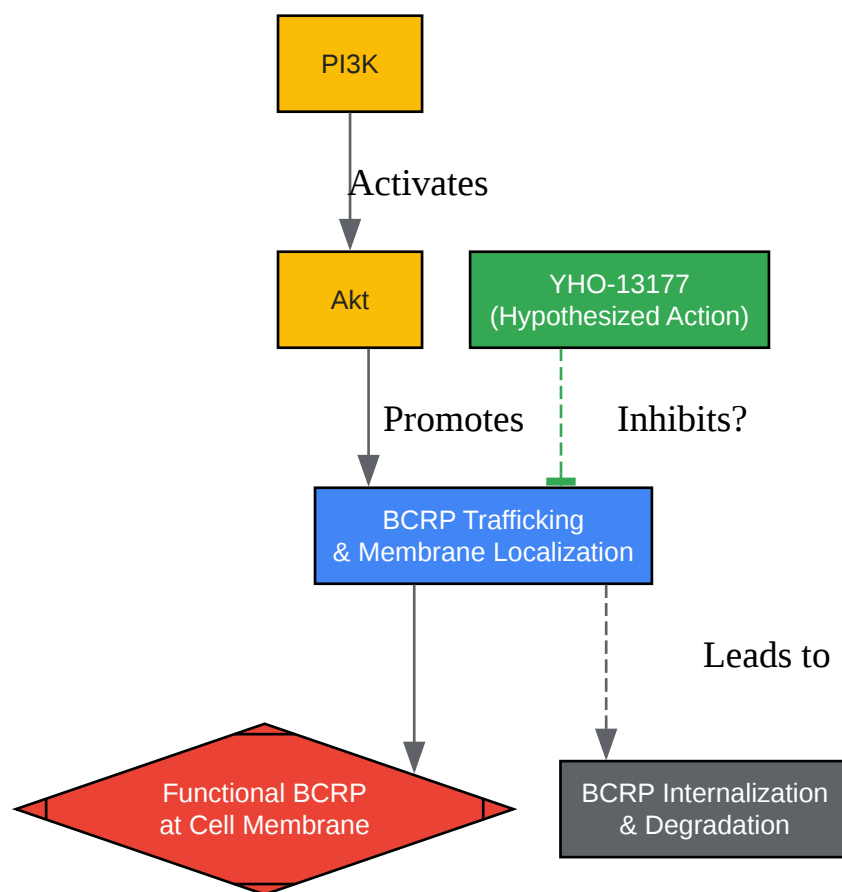 PI3K
Activates
Akt
YHO-13177
(Hypothesized Action)
Promotes
Inhibits?
BCRP Trafficking
& Membrane Localization
Leads to
Functional BCRP
at Cell Membrane
BCRP Internalization
& Degradation